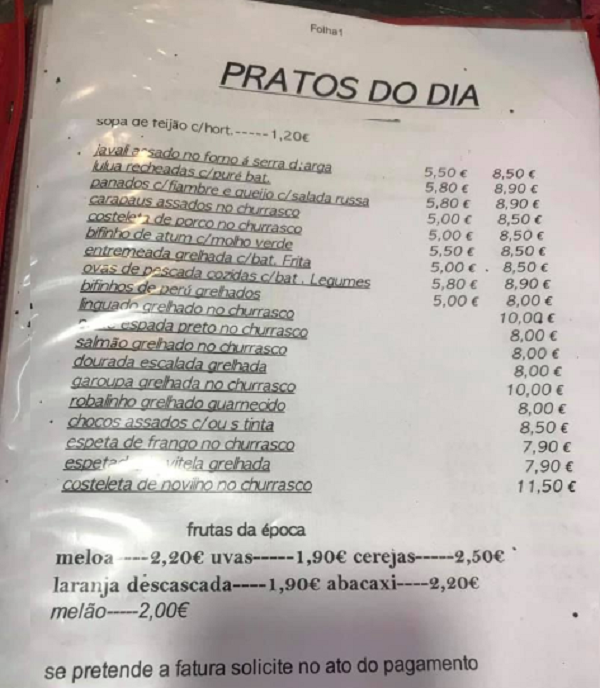 Folha1
PRATOS DO DIA
sopa de feijão c/hort.-----1,20€
javali assado no forno á serra d;arga 5,50 € 8,50 €
lulua recheadas c/puré bat. 5,80 € 8,90 €
panados c/fiambre e queijo c/salada russa 5,80 € 8,90 €
carapaus assados no churrasco 5,00 € 8,50 €
costeleta de porco no churrasco 5,00 € 8,50 €
bifinho de atum c/molho verde 5,50 € 8,50 €
entremeada grelhada c/bat. Frita 5,00 € 8,50 €
ovas de pescada cozidas c/bat . Legumes 5,80 € 8,90 €
bifinhos de perú grelhados 5,00 € 8,00 €
linguado grelhado no churrasco 10,00 €
espada preto no churrasco 8,00 €
salmão grelhado no churrasco 8,00 €
dourada escalada grelhada 8,00 €
garoupa grelhada no churrasco 10,00 €
robalinho grelhado guarnecido 8,00 €
chocos assados c/ou s tinta 8,50 €
espeta de frango no churrasco 7,90 €
vitela grelhada 7,90 €
costeleta de novilho no churrasco 11,50 €
frutas da época
meloa ----2,20€ uvas-----1,90€ cerejas-----2,50€
laranja descascada----1,90€ abacaxi----2,20€
melão-----2,00€
se pretende a fatura solicite no ato do pagamento